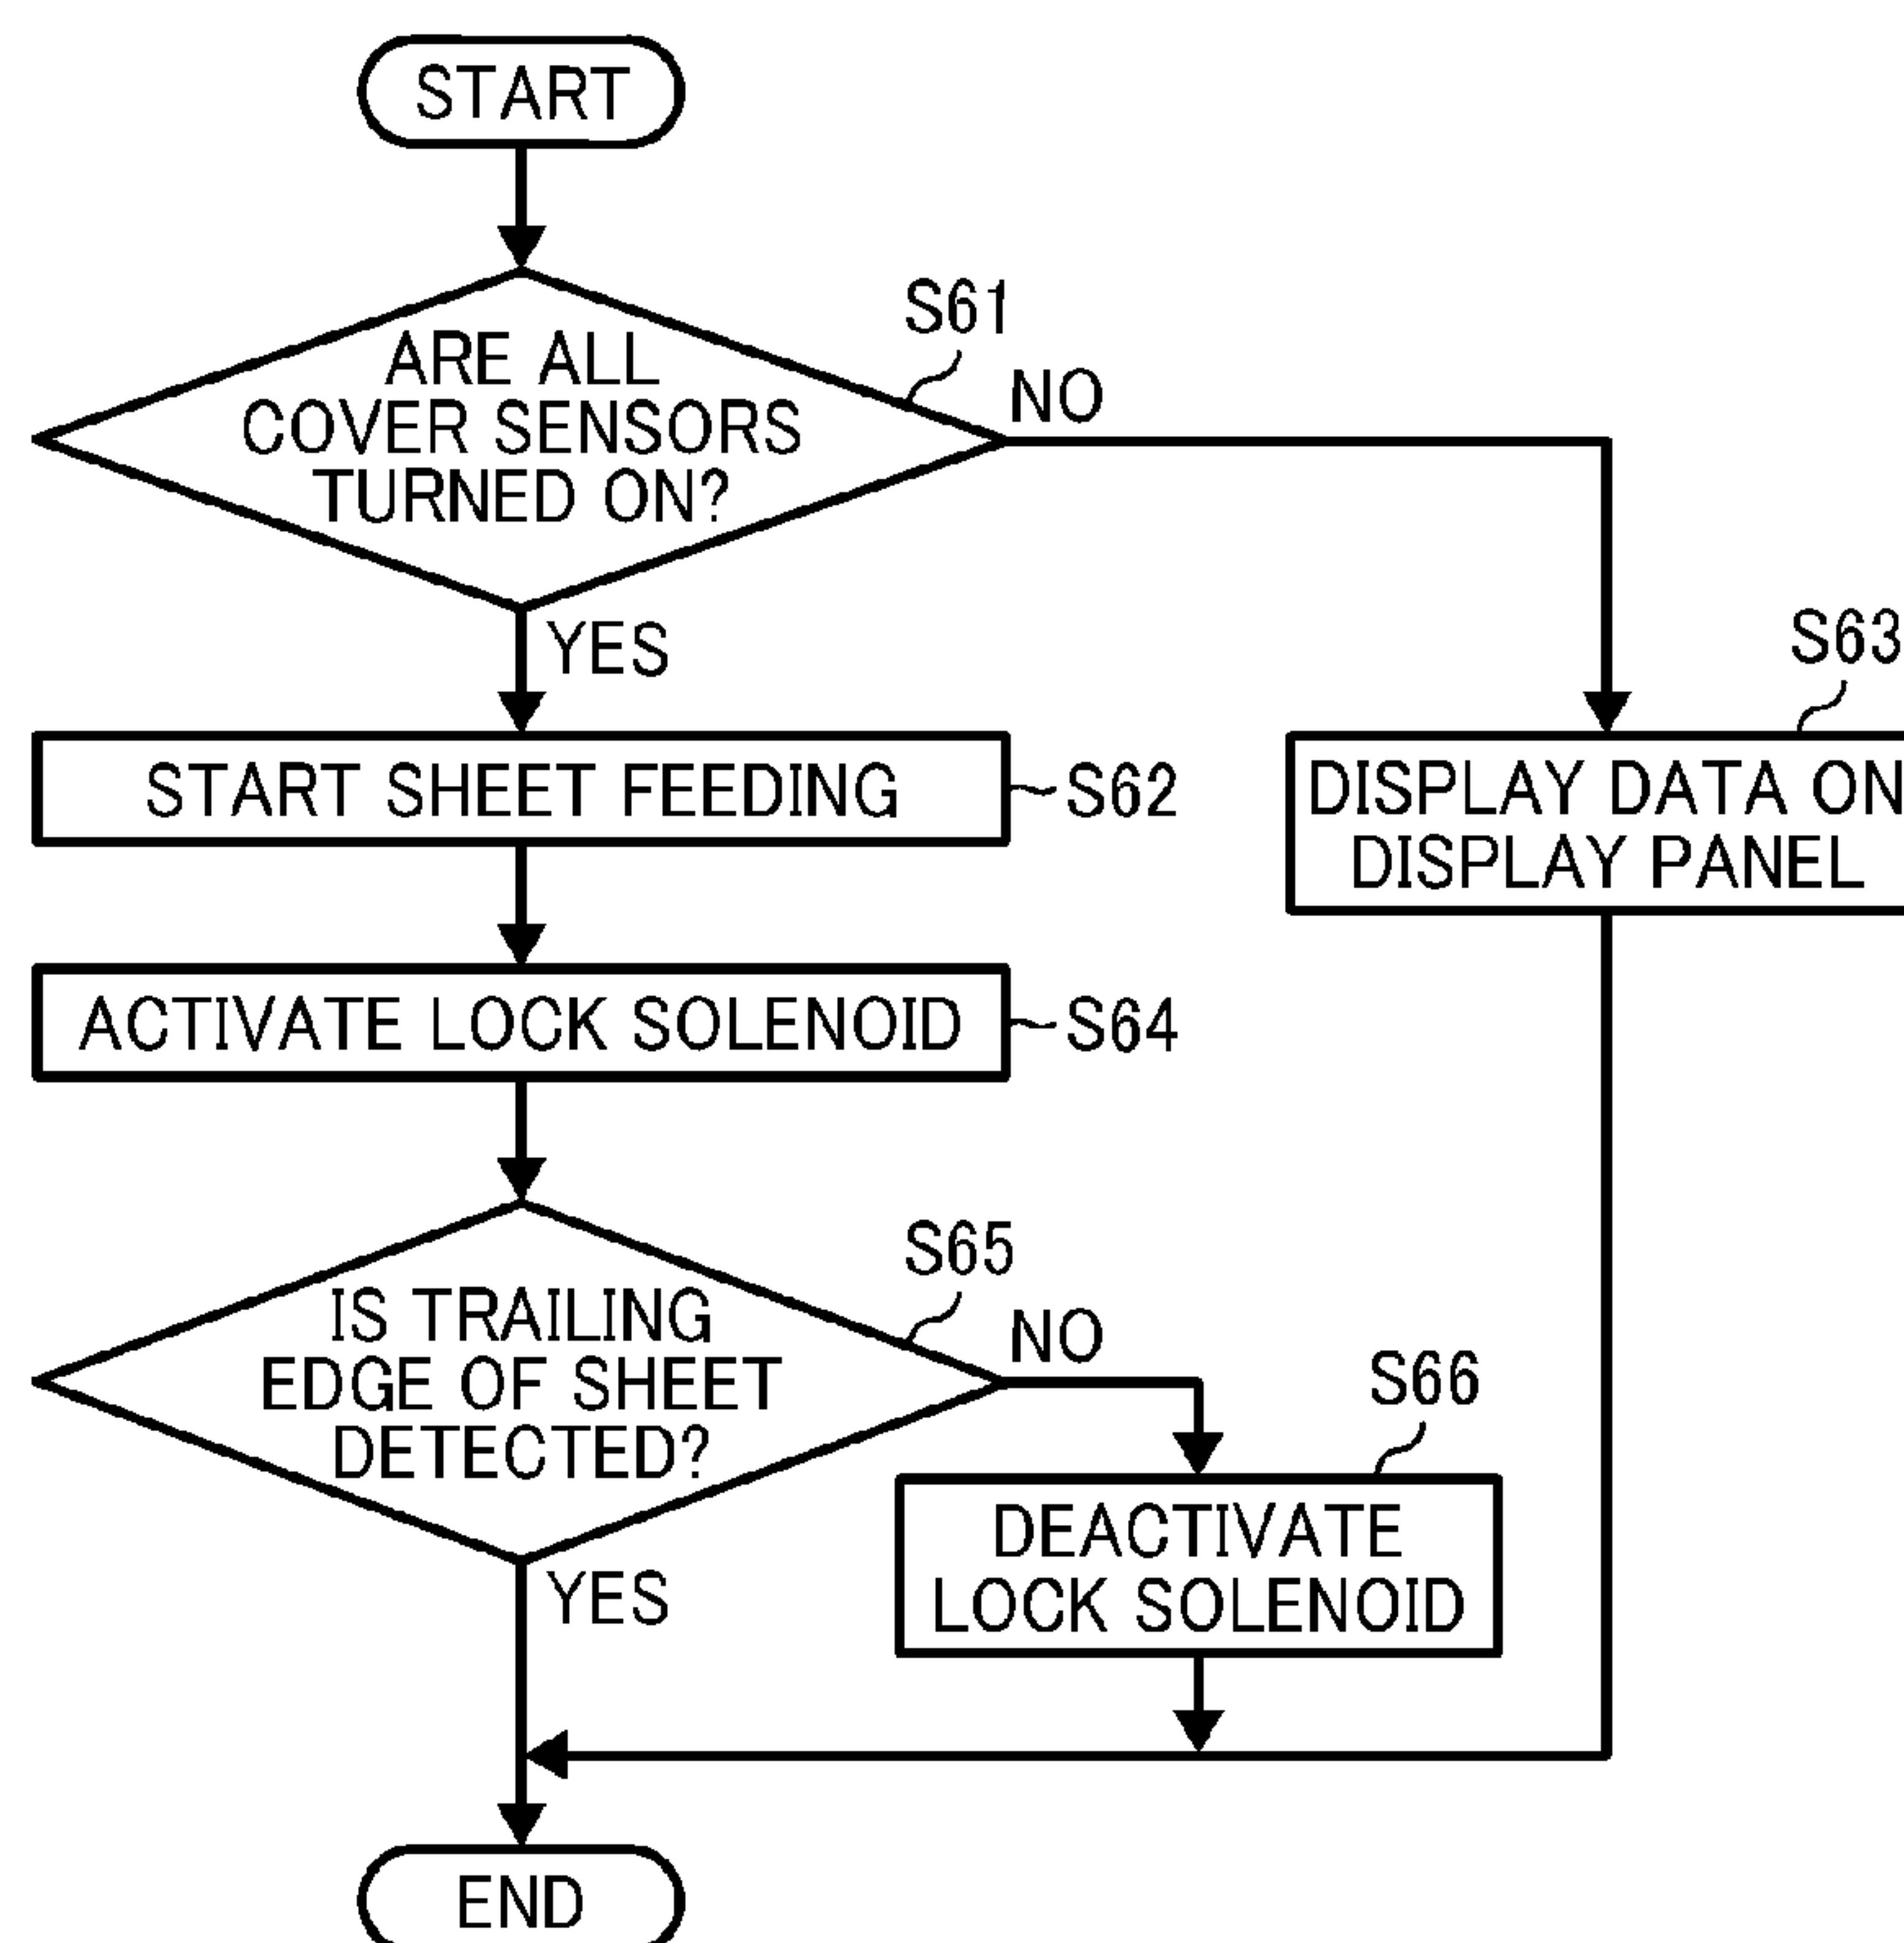 START
S61
ARE ALL
COVER SENSORS
TURNED ON?
NO
YES
S63
START SHEET FEEDING
S62
DISPLAY DATA ON
DISPLAY PANEL
ACTIVATE LOCK SOLENOID
S64
S65
IS TRAILING
EDGE OF SHEET
DETECTED?
NO
S66
DEACTIVATE
LOCK SOLENOID
YES
END